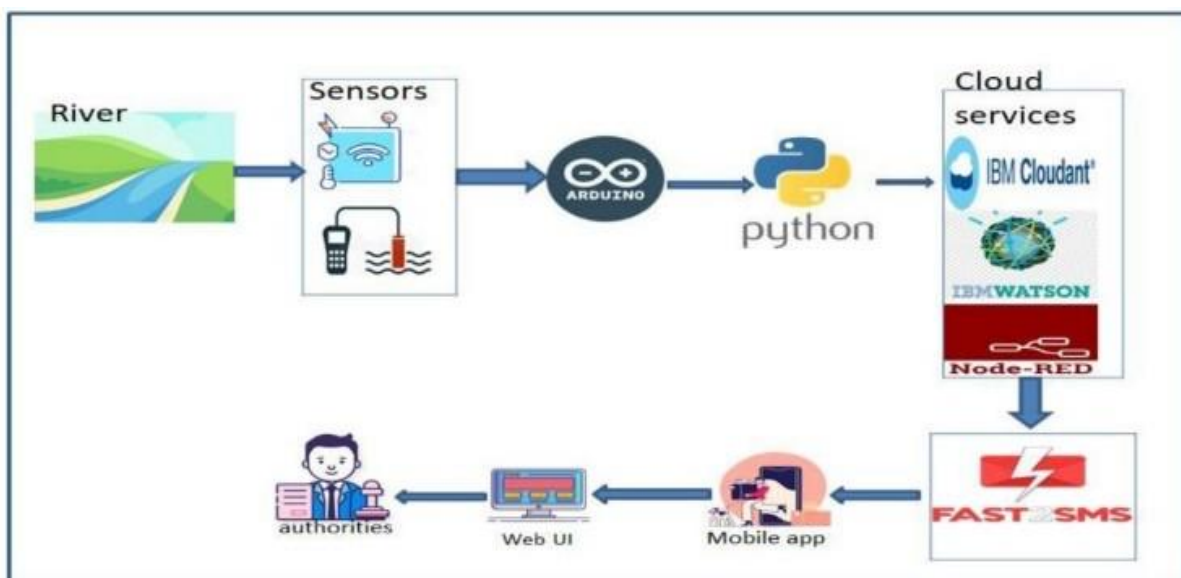 River
Sensors
ARDUINO
python
Cloud
services
IBM Cloudant®
IBMWATSON
Node-RED
FAST2SMS
Mobile app
Web UI
authorities